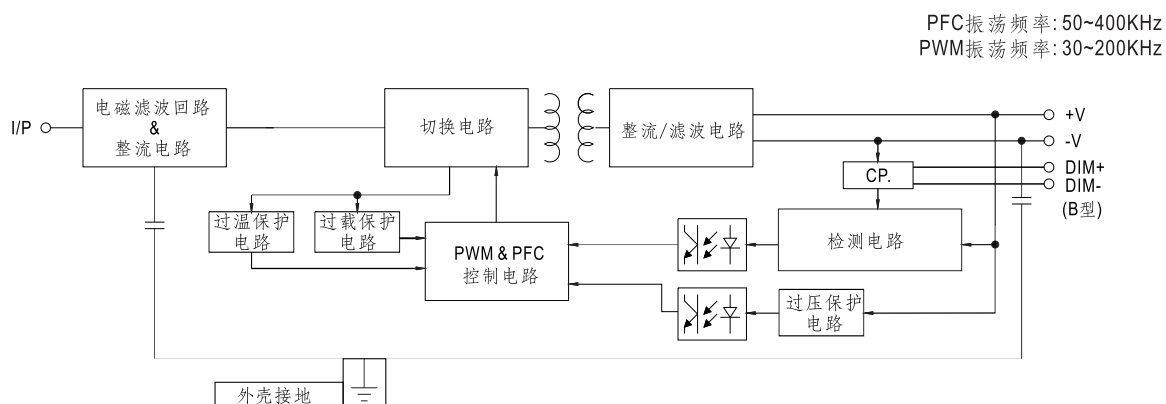 PFC振荡频率: 50~400KHz
PWM振荡频率: 30~200KHz
I/P
电磁滤波回路
&
整流电路
切换电路
整流/滤波电路
+V
-V
DIM+
DIM-
(B型)
CP.
过温保护
电路
过载保护
电路
PWM & PFC
控制电路
检测电路
过压保护
电路
外壳接地